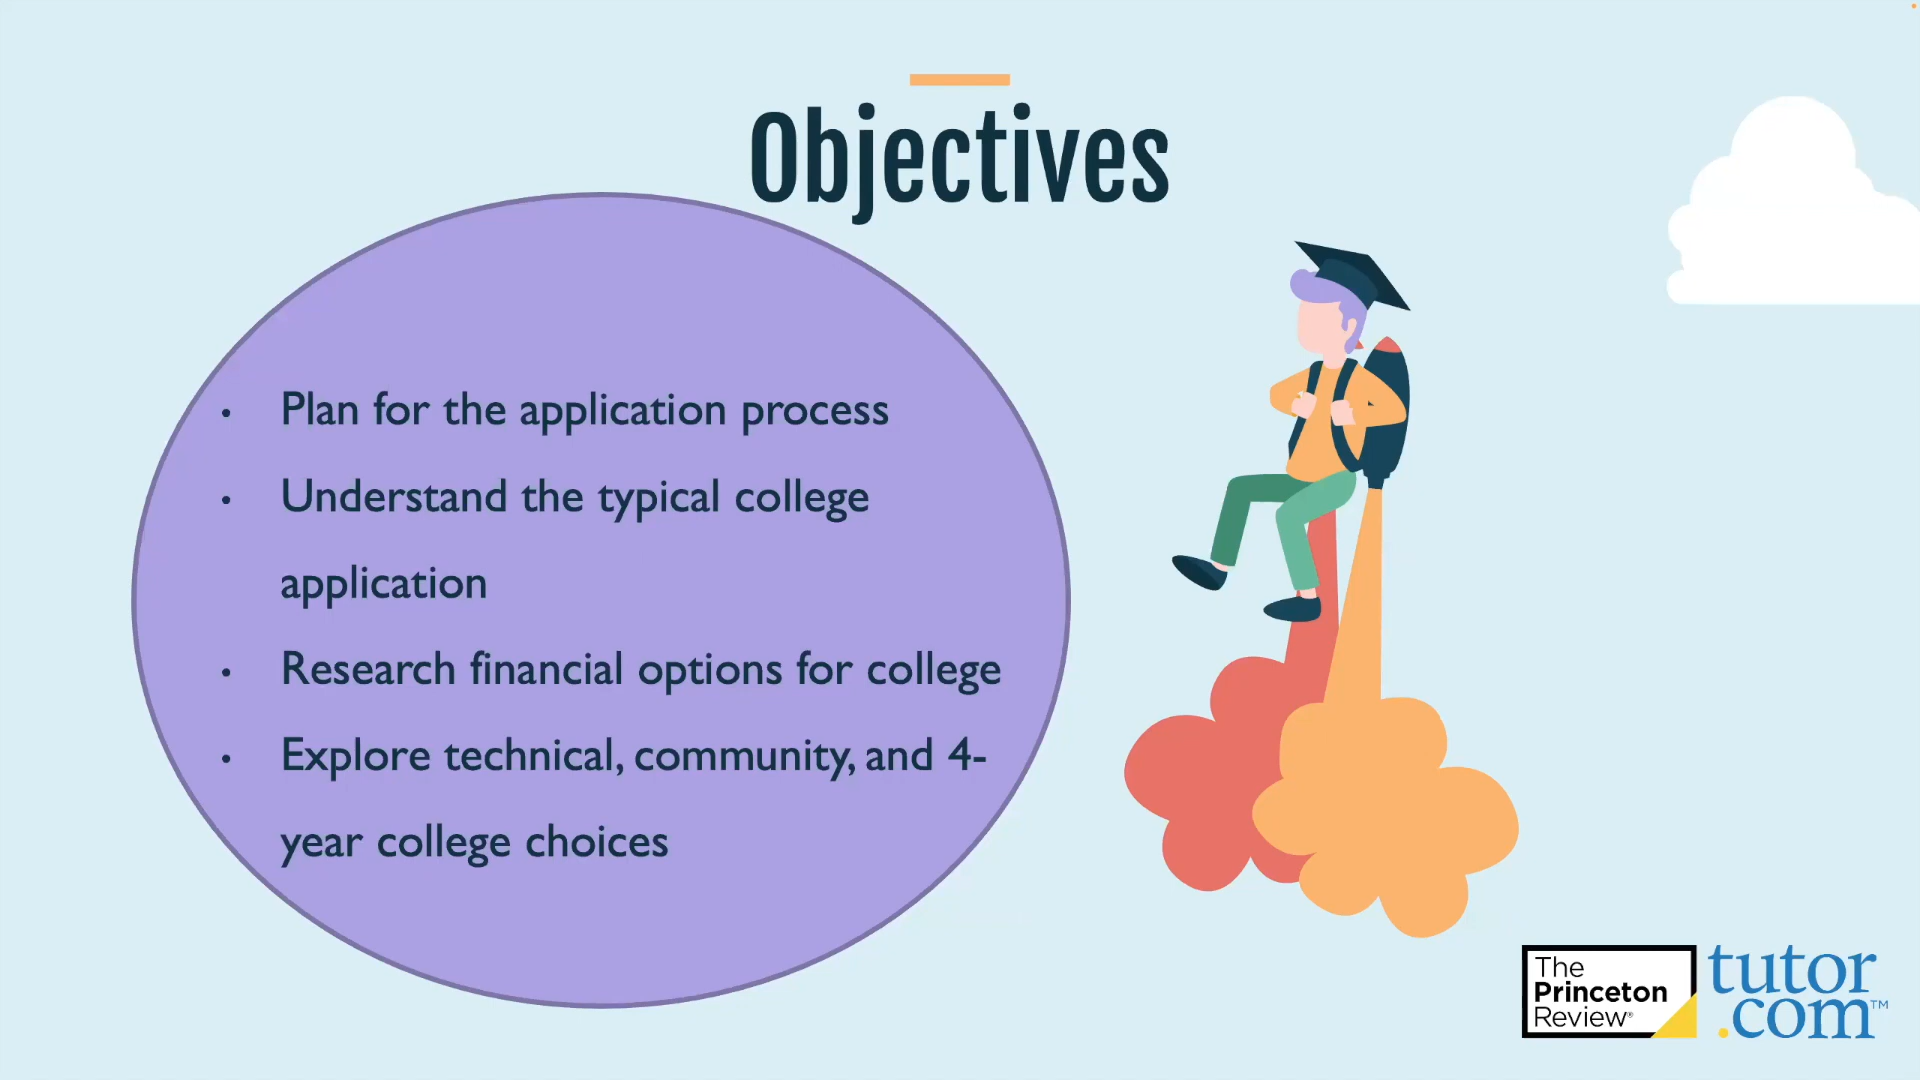 Objectives
• Plan for the application process
• Understand the typical college
application
• Research financial options for college
• Explore technical, community, and 4-
year college choices
The
Princeton
Review®
tutor
.com™